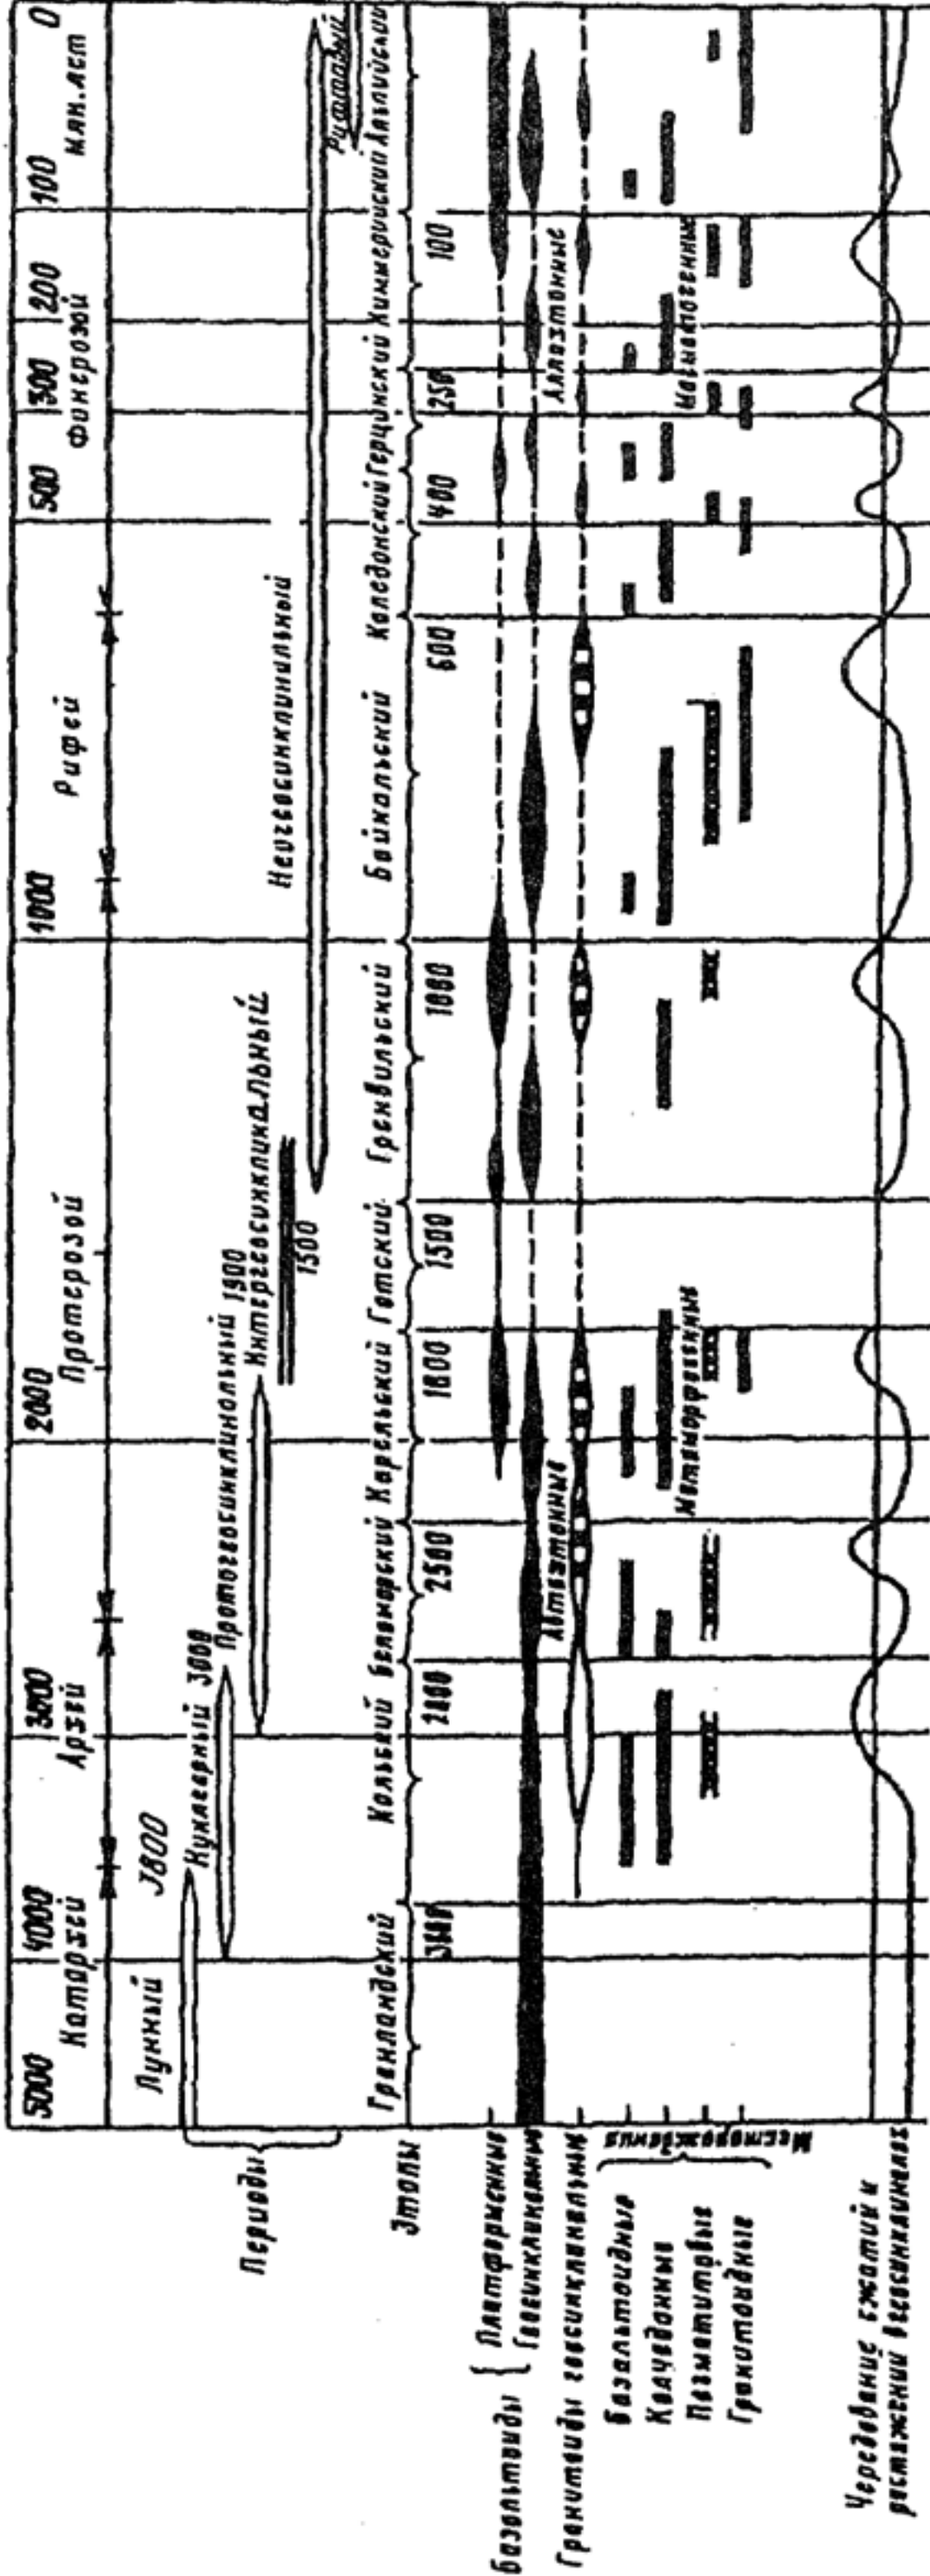 5000 4000 3000 2000 1000 500 300 200 100 0
Катархей Архей Протерозой Рифей Фанерозой млн.лет
Периоды
Лунный 3800
Нуклеарный 3000
Протогеосинклинальный 1900
Интергеосинклинальный
1500
Неогеосинклинальный
Рифтовый
Этапы
Гренландский Кольский Беломорский Карельский Готский Гренвильский Байкальский Каледонский Герцинский Киммерийский Альпийский
2800 2500 1800 1500 1000 600 400 250 100
Базальтоиды { Платформенные
Геосинклинальные
Гранитоиды геосинклинальные
Автохтонные Аллохтонные
Месторождения
Базальтоидные
Колчеданные
Пегматитовые
Гранитоидные
Метаморфогенные Магматогенные
Чередование сжатий и
растяжений в геосинклиналях